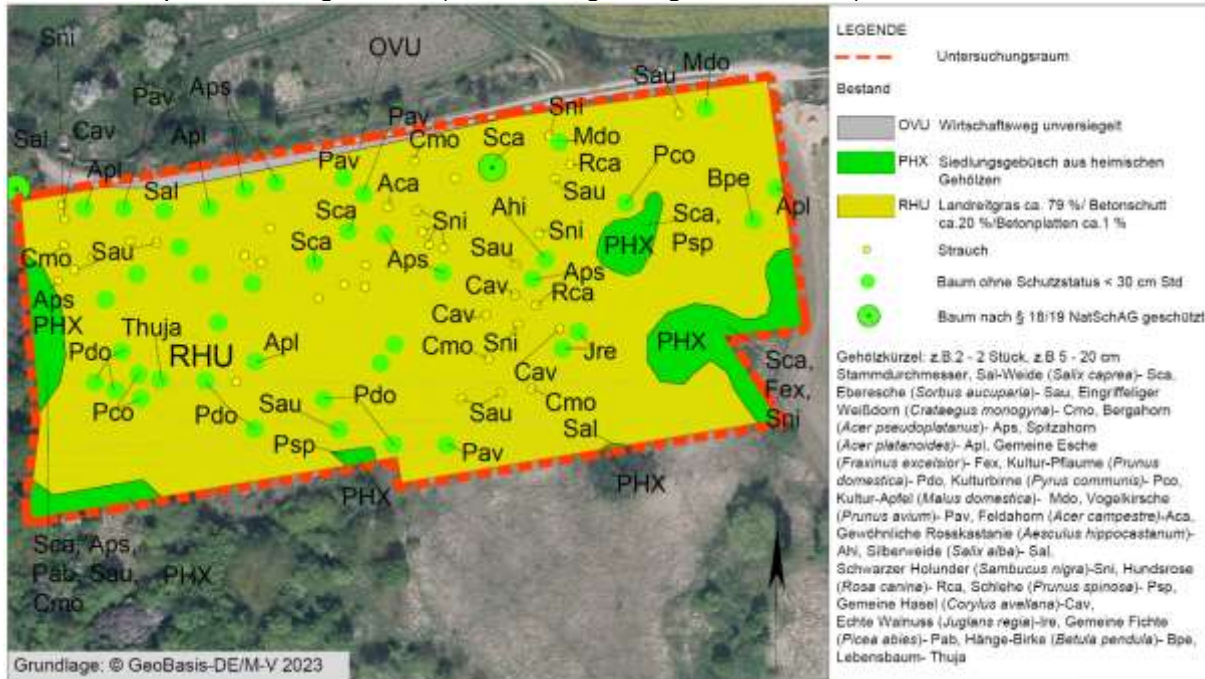 LEGENDE
Untersuchungsraum
Bestand
OVU Wirtschaftsweg unversiegelt
PHX Siedlungsgebüsch aus heimischen
Gehölzen
RHU Landreitgras ca. 79 %/ Betonschutt
ca.20 %/Betonplatten ca.1 %
Strauch
Baum ohne Schutzstatus < 30 cm Std
Baum nach § 18/19 NatSchAG geschützt
Gehölzkürzel: z.B.2 - 2 Stück, z.B 5 - 20 cm
Stammdurchmesser, Sal-Weide (Salix caprea)- Sca,
Eberesche (Sorbus aucuparia)- Sau, Eingriffeliger
Weißdorn (Crataegus monogyna)- Cmo, Bergahorn
(Acer pseudoplatanus)- Aps, Spitzahorn
(Acer platanoides)- Apl, Gemeine Esche
(Fraxinus excelsior)- Fex, Kultur-Pflaume (Prunus
domestica)- Pdo, Kulturbirne (Pyrus communis)- Pco,
Kultur-Apfel (Malus domestica)- Mdo, Vogelkirsche
(Prunus avium)- Pav, Feldahorn (Acer campestre)-Aca,
Gewöhnliche Rosskastanie (Aesculus hippocastanum)-
Ahi, Silberweide (Salix alba)- Sal,
Schwarzer Holunder (Sambucus nigra)-Sni, Hundsrose
(Rosa canina)- Rca, Schlehe (Prunus spinosa)- Psp,
Gemeine Hasel (Corylus avellana)-Cav,
Echte Walnuss (Juglans regia)-Jre, Gemeine Fichte
(Picea abies)- Pab, Hänge-Birke (Betula pendula)- Bpe,
Lebensbaum- Thuja
Sni
OVU
Sau
Mdo
Pav
Aps
Sal
Cav
Apl
Apl
Sal
Pav
Pav
Cmo
Sca
Sni
Mdo
Rca
Sau
Pco
Bpe
Apl
Aca
Sca
Sca
Sni
Ahi
Sni
Sca,
Psp
PHX
Cmo
Sau
Aps
Sau
Aps
Cav
Rca
Aps
PHX
Thuja
RHU
Apl
Cav
Cmo
Sni
Jre
PHX
Pdo
Pco
Pdo
Sau
Pdo
Cav
Sau
Cmo
Sca,
Fex,
Sni
Psp
Pav
Sal
PHX
PHX
Sca, Aps,
Pab, Sau,
Cmo
PHX
Grundlage: © GeoBasis-DE/M-V 2023